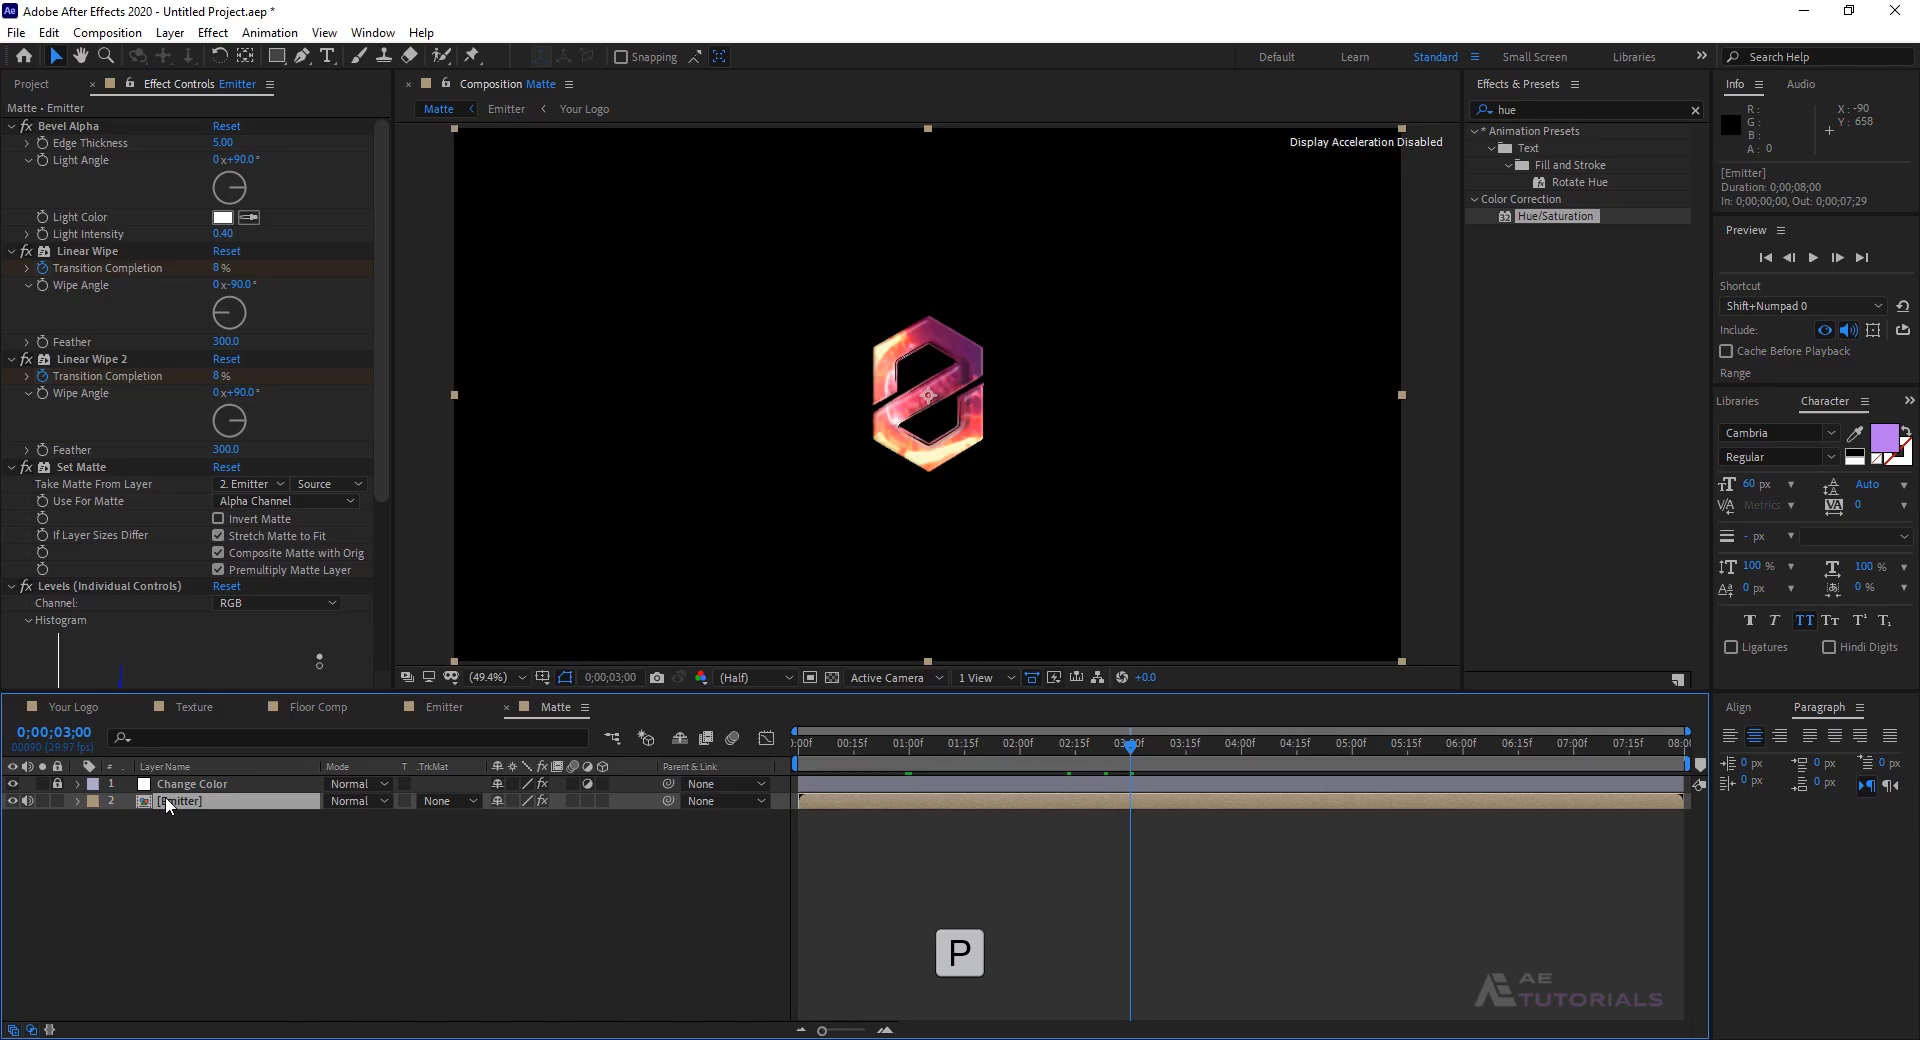 Adobe After Effects 2020 - Untitled Project.aep *
File Edit Composition Layer Effect Animation View Window Help
Snapping
Default Learn Standard Small Screen Libraries Search Help
Project Effect Controls Emitter
Matte • Emitter
Bevel Alpha Reset
Edge Thickness 5.00
Light Angle 0x+90.0°
Light Color
Light Intensity 0.40
Linear Wipe Reset
Transition Completion 8%
Wipe Angle 0x-90.0°
Feather 300.0
Linear Wipe 2 Reset
Transition Completion 8%
Wipe Angle 0x+90.0°
Feather 300.0
Set Matte Reset
Take Matte From Layer 2. Emitter Source
Use For Matte Alpha Channel
Invert Matte
If Layer Sizes Differ Stretch Matte to Fit
Composite Matte with Orig
Premultiply Matte Layer
Levels (Individual Controls) Reset
Channel: RGB
Histogram
Composition Matte
Matte Emitter Your Logo
Display Acceleration Disabled
(49.4%) 0;00;03;00 (Half) Active Camera 1 View +0.0
Effects & Presets
hue
* Animation Presets
Text
Fill and Stroke
Rotate Hue
Color Correction
32 Hue/Saturation
Info Audio
R: X: -90
G: Y: 658
B:
A: 0
[Emitter]
Duration: 0;00;08;00
In: 0;00;00;00, Out: 0;00;07;29
Preview
Shortcut
Shift+Numpad 0
Include:
Cache Before Playback
Range
Libraries Character
Cambria
Regular
60 px Auto
Metrics 0
- px
100 % 100 %
0 px 0 %
T T TT Tt T¹ T₁
Ligatures Hindi Digits
Align Paragraph
0 px 0 px 0 px
0 px 0 px
Your Logo Texture Floor Comp Emitter Matte
0;00;03;00
00090 (29.97 fps)
:00f 00:15f 01:00f 01:15f 02:00f 02:15f 03:00f 03:15f 04:00f 04:15f 05:00f 05:15f 06:00f 06:15f 07:00f 07:15f 08:0
# Layer Name Mode T .TrkMat Parent & Link
1 Change Color Normal None
2 [Emitter] Normal None None
P
AE
TUTORIALS